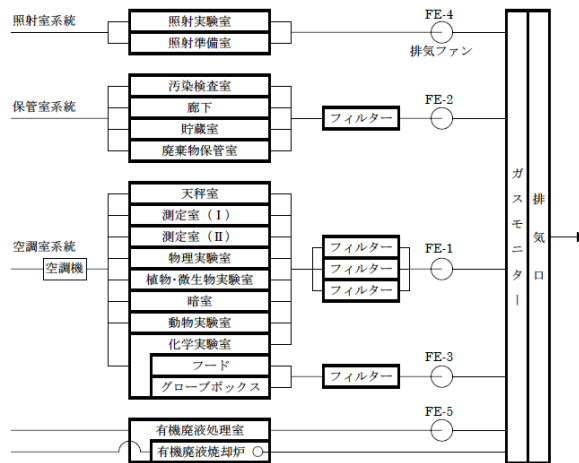 照射室系統
照射実験室
照射準備室
FE-4
排気ファン
保管室系統
汚染検査室
廊下
貯蔵室
廃棄物保管室
フィルター
FE-2
空調室系統
空調機
天秤室
測定室（Ⅰ）
測定室（Ⅱ）
物理実験室
植物・微生物実験室
暗室
動物実験室
化学実験室
フード
グローブボックス
フィルター
フィルター
フィルター
FE-1
フィルター
FE-3
有機廃液処理室
有機廃液焼却炉
FE-5
ガスモニター
排気口